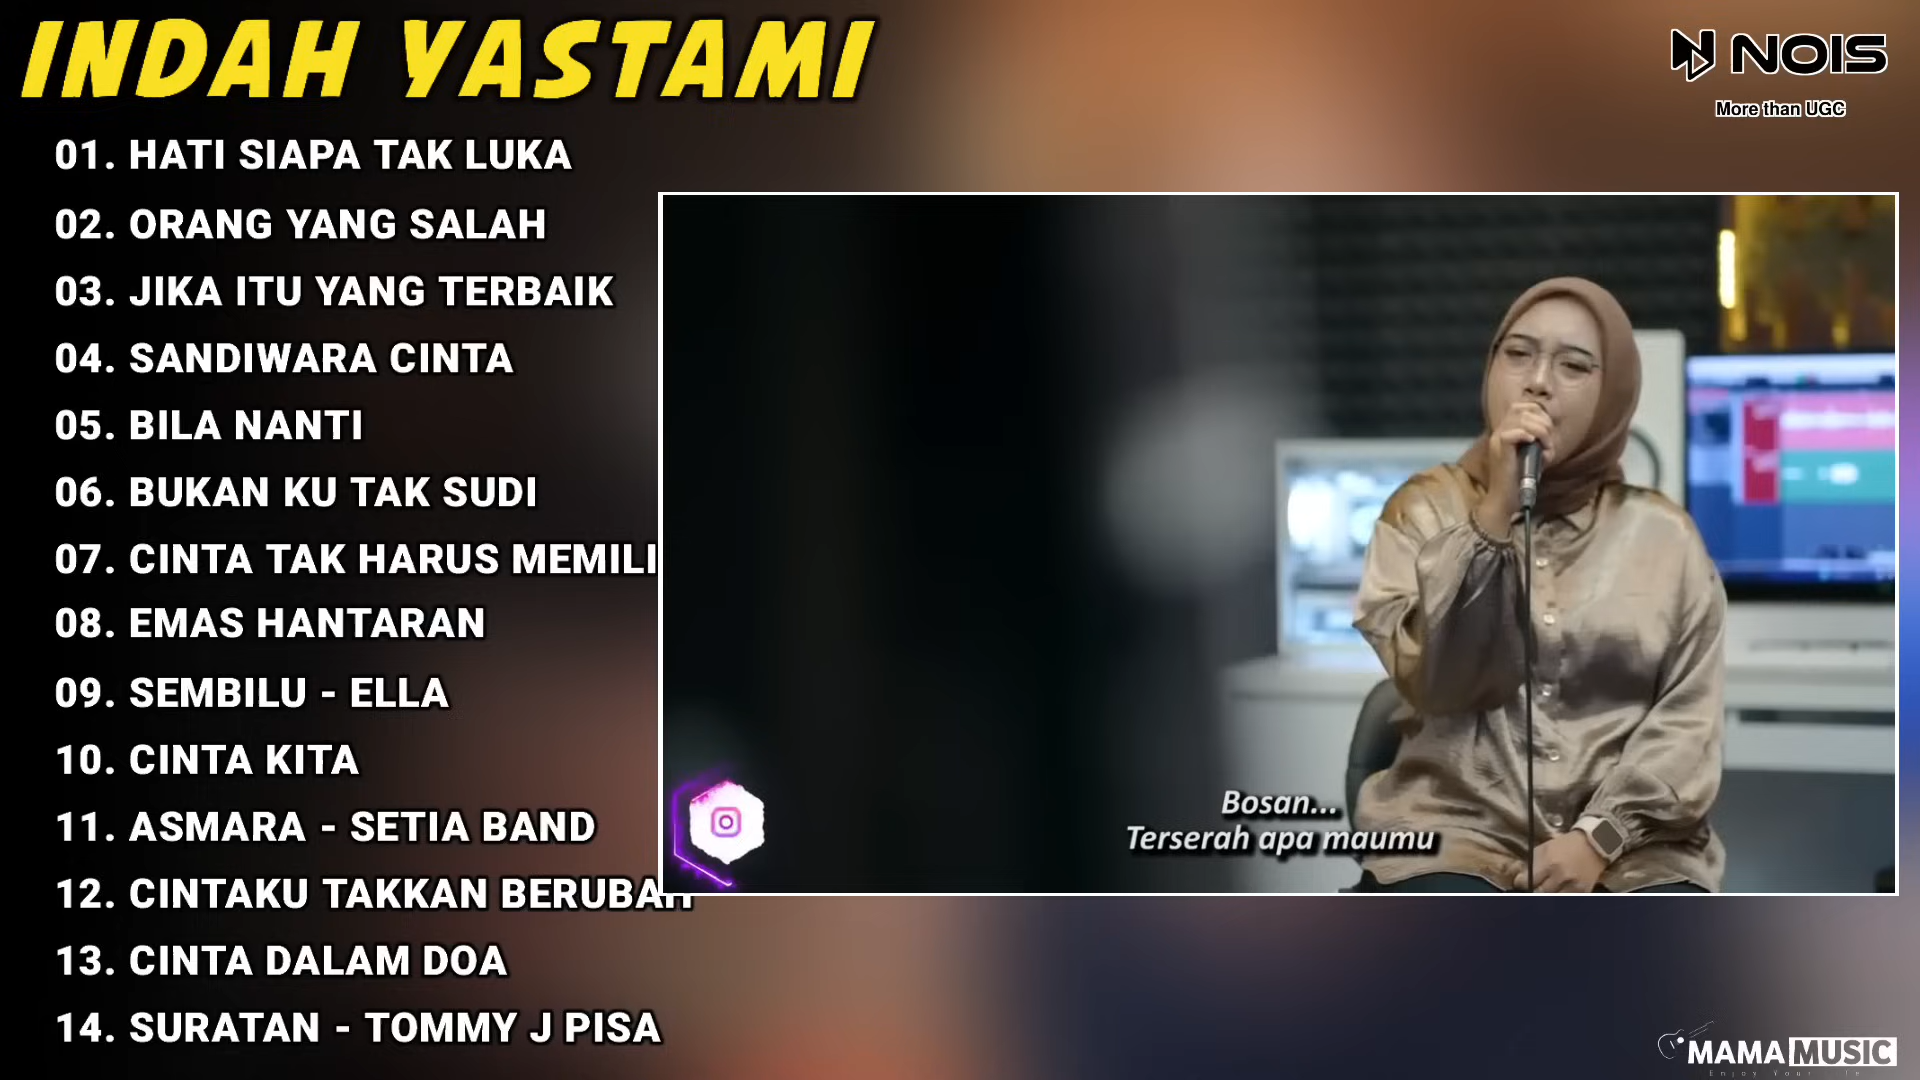 INDAH YASTAMI
NOIS
More than UGC
01. HATI SIAPA TAK LUKA
02. ORANG YANG SALAH
03. JIKA ITU YANG TERBAIK
04. SANDIWARA CINTA
05. BILA NANTI
06. BUKAN KU TAK SUDI
07. CINTA TAK HARUS MEMILI
08. EMAS HANTARAN
09. SEMBILU - ELLA
10. CINTA KITA
11. ASMARA - SETIA BAND
12. CINTAKU TAKKAN BERUBAH
13. CINTA DALAM DOA
14. SURATAN - TOMMY J PISA
Bosan...
Terserah apa maumu
MAMA MUSIC
Enjoy Your